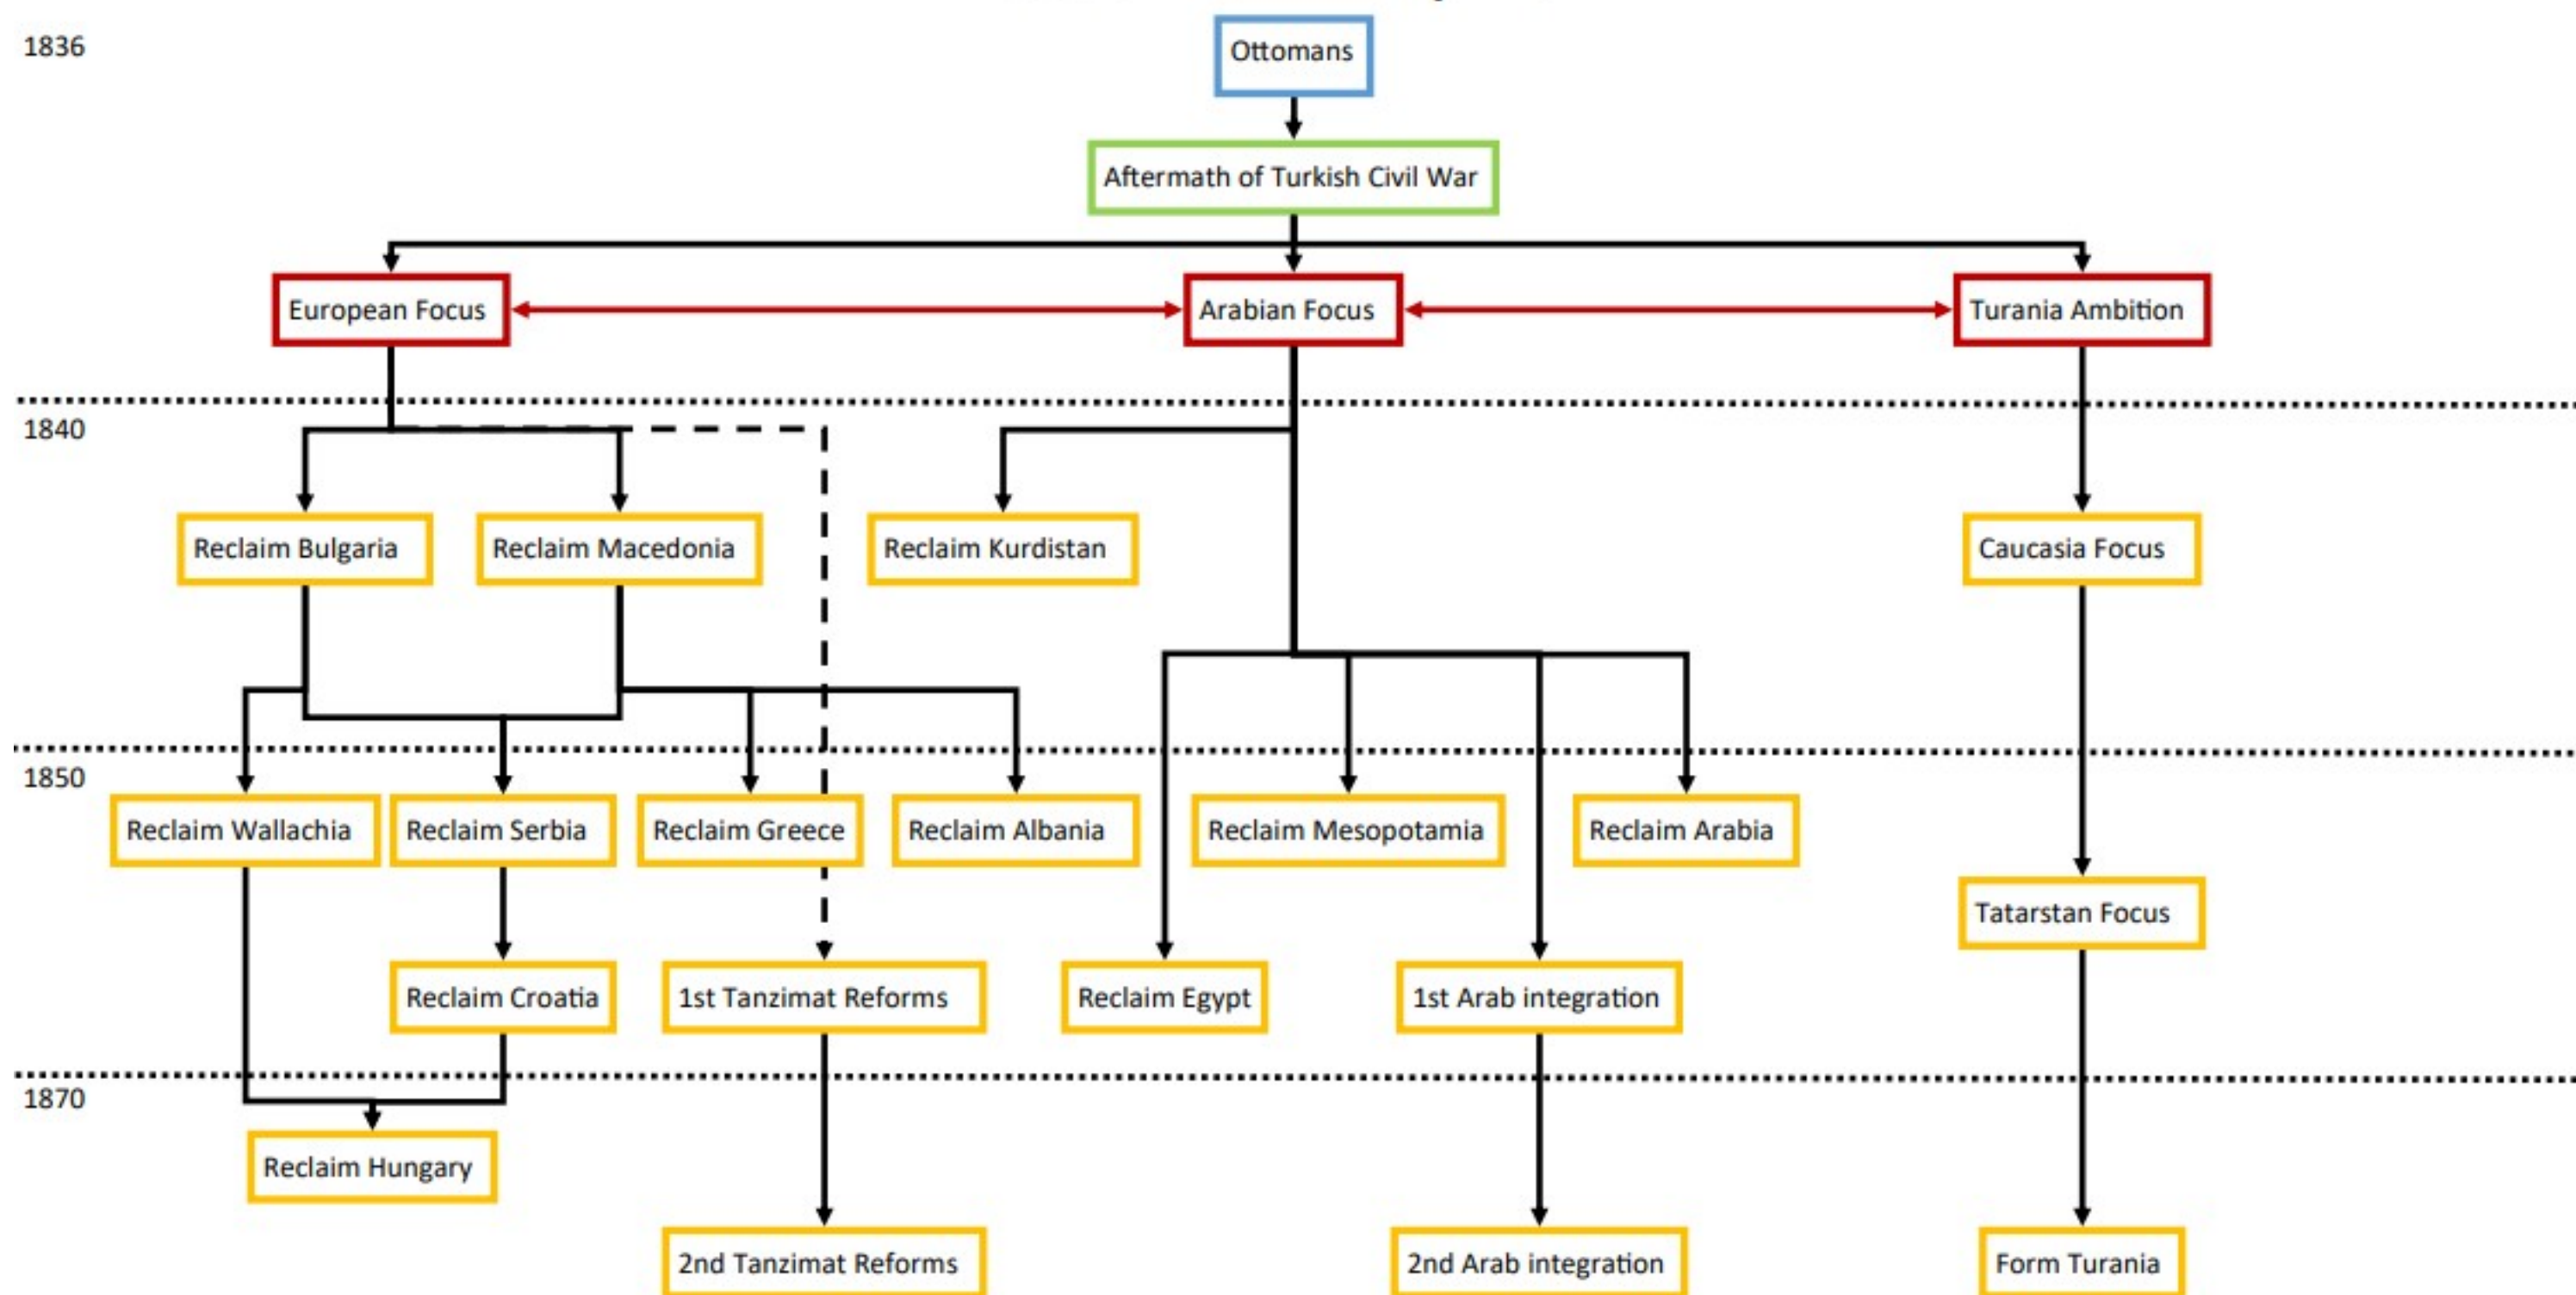 1836
Ottomans
Aftermath of Turkish Civil War
European Focus
Arabian Focus
Turania Ambition
1840
Reclaim Bulgaria
Reclaim Macedonia
Reclaim Kurdistan
Caucasia Focus
1850
Reclaim Wallachia
Reclaim Serbia
Reclaim Greece
Reclaim Albania
Reclaim Mesopotamia
Reclaim Arabia
Tatarstan Focus
Reclaim Croatia
1st Tanzimat Reforms
Reclaim Egypt
1st Arab integration
1870
Reclaim Hungary
2nd Tanzimat Reforms
2nd Arab integration
Form Turania